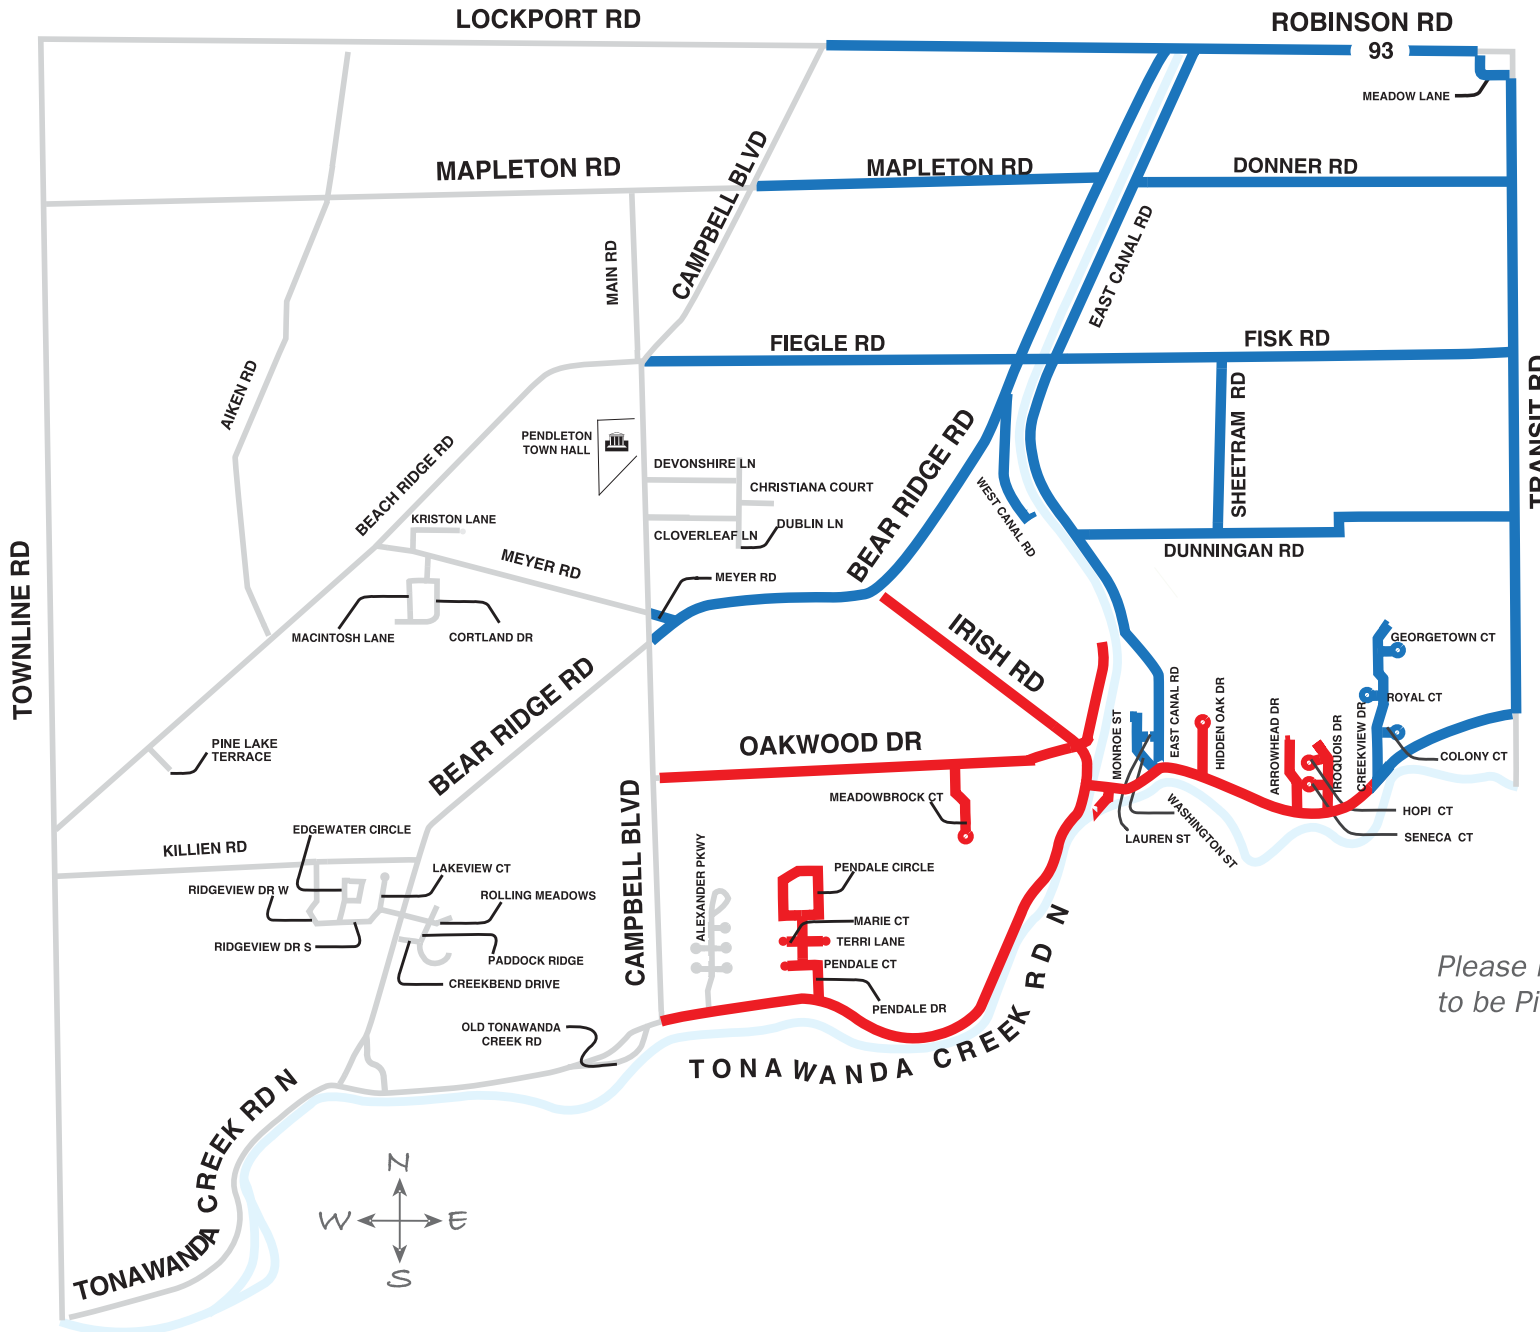 LOCKPORT RD
ROBINSON RD
93
MEADOW LANE
MAPLETON RD
CAMPBELL BLVD
MAPLETON RD
DONNER RD
MAIN RD
EAST CANAL RD
FIEGLE RD
FISK RD
AIKEN RD
SHEETRAM RD
TRANSIT RD
PENDLETON
TOWN HALL
BEACH RIDGE RD
DEVONSHIRE LN
CHRISTIANA COURT
KRISTON LANE
CLOVERLEAF LN
DUBLIN LN
BEAR RIDGE RD
WEST CANAL RD
DUNNINGAN RD
MEYER RD
MEYER RD
TOWNLINE RD
MACINTOSH LANE
CORTLAND DR
IRISH RD
GEORGETOWN CT
ROYAL CT
BEAR RIDGE RD
OAKWOOD DR
MONROE ST
EAST CANAL RD
HIDDEN OAK DR
ARROWHEAD DR
IROQUOIS DR
CREEKVIEW DR
COLONY CT
PINE LAKE
TERRACE
MEADOWBROCK CT
HOPI CT
SENECA CT
LAUREN ST
WASHINGTON ST
EDGEWATER CIRCLE
KILLIEN RD
LAKEVIEW CT
RIDGEVIEW DR W
ROLLING MEADOWS
RIDGEVIEW DR S
PADDOCK RIDGE
CREEKBEND DRIVE
CAMPBELL BLVD
ALEXANDER PKWY
PENDALE CIRCLE
MARIE CT
TERRI LANE
PENDALE CT
PENDALE DR
OLD TONAWANDA
CREEK RD
TONAWANDA CREEK RD N
TONAWANDA CREEK RD N
Please
to be
N
W E
S